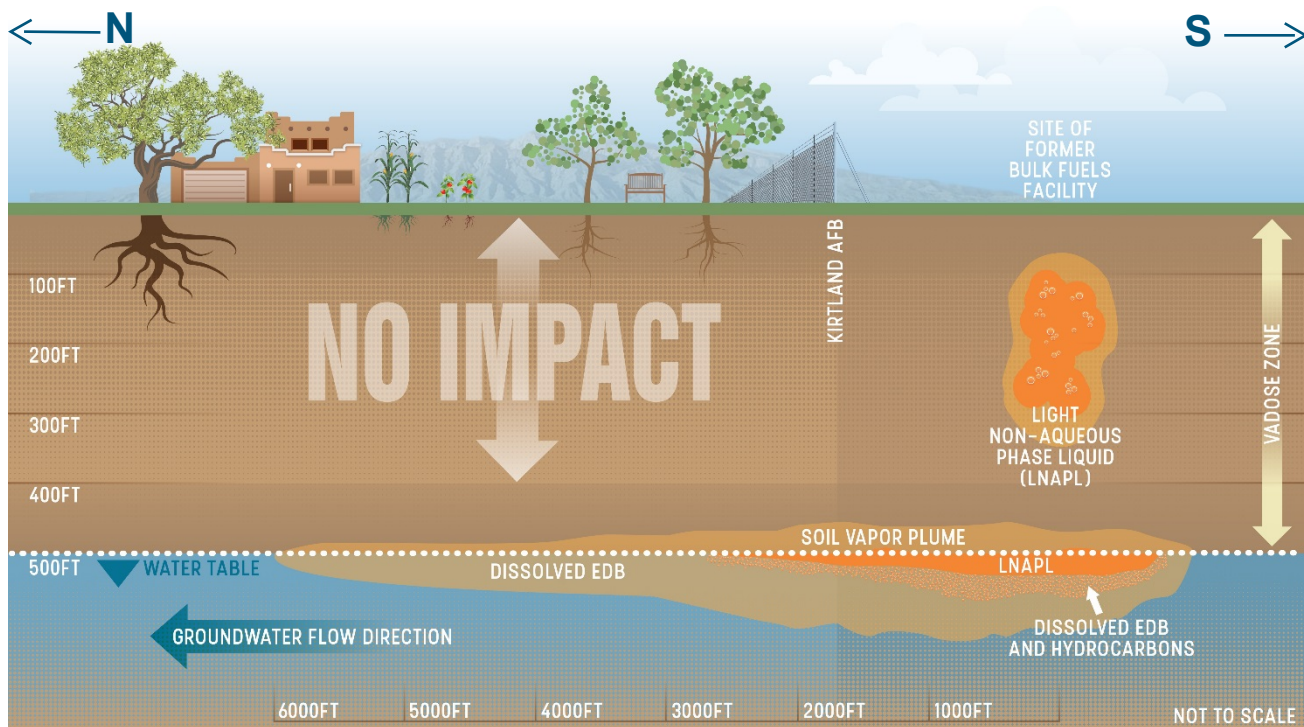 N
S
SITE OF
FORMER
BULK FUELS
FACILITY
KIRTLAND AFB
100FT
200FT
300FT
400FT
500FT
NO IMPACT
VADOSE ZONE
LIGHT
NON-AQUEOUS
PHASE LIQUID
(LNAPL)
SOIL VAPOR PLUME
WATER TABLE
DISSOLVED EDB
LNAPL
DISSOLVED EDB
AND HYDROCARBONS
GROUNDWATER FLOW DIRECTION
6000FT
5000FT
4000FT
3000FT
2000FT
1000FT
NOT TO SCALE